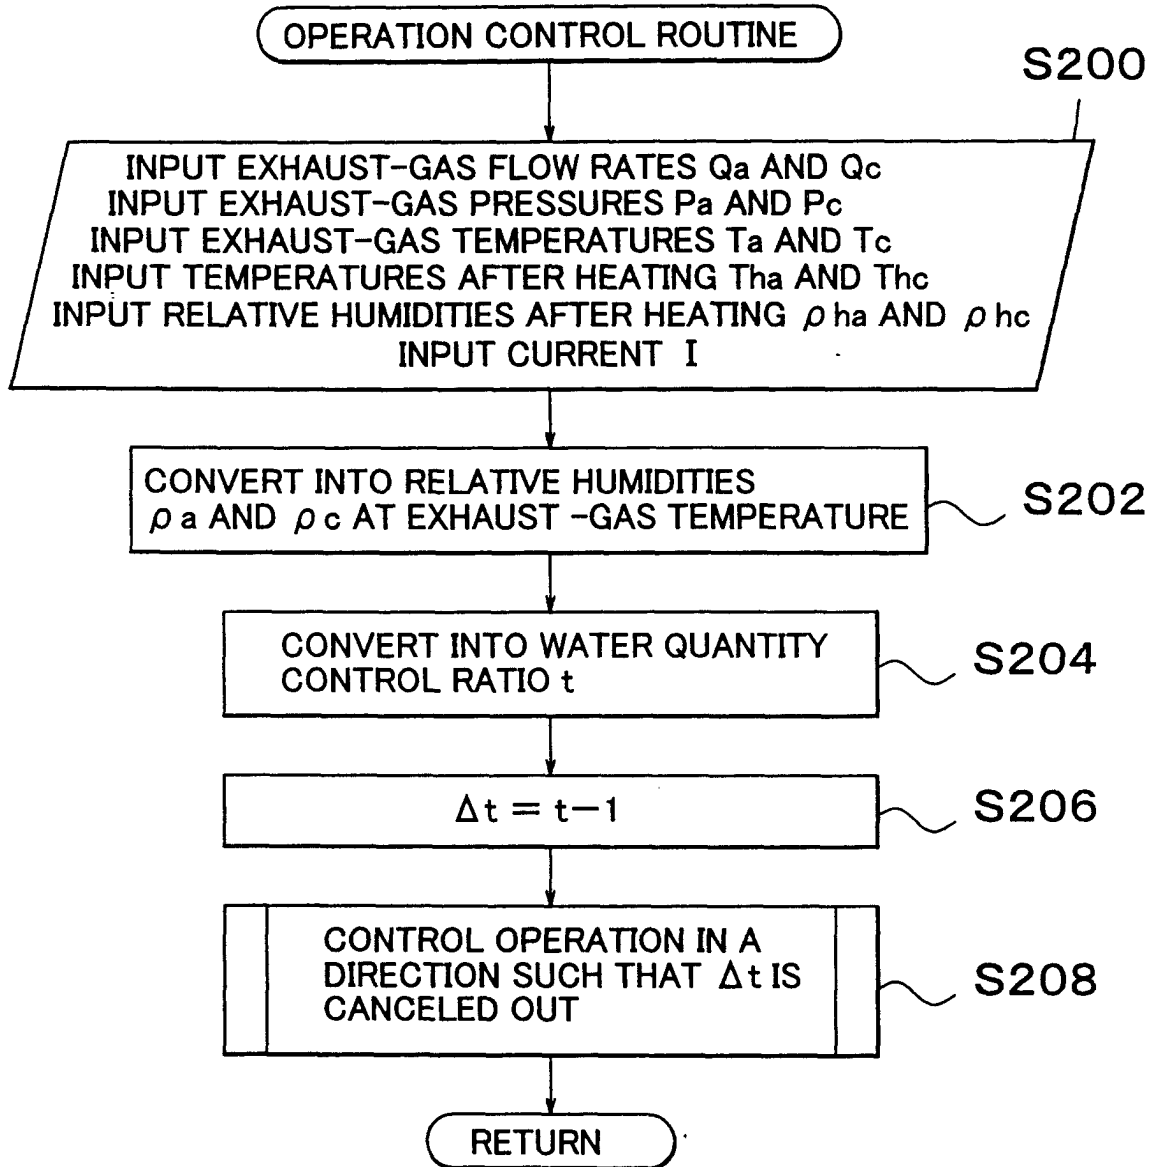 OPERATION CONTROL ROUTINE
S200
INPUT EXHAUST-GAS FLOW RATES Qa AND Qc
INPUT EXHAUST-GAS PRESSURES Pa AND Pc
INPUT EXHAUST-GAS TEMPERATURES Ta AND Tc
INPUT TEMPERATURES AFTER HEATING Tha AND Thc
INPUT RELATIVE HUMIDITIES AFTER HEATING ρha AND ρhc
INPUT CURRENT I
CONVERT INTO RELATIVE HUMIDITIES
ρa AND ρc AT EXHAUST -GAS TEMPERATURE
S202
CONVERT INTO WATER QUANTITY
CONTROL RATIO t
S204
Δt = t-1
S206
CONTROL OPERATION IN A
DIRECTION SUCH THAT Δt IS
CANCELED OUT
S208
RETURN